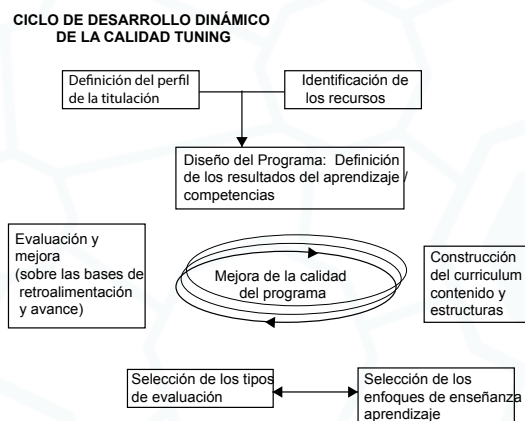 CICLO DE DESARROLLO DINÁMICO
DE LA CALIDAD TUNING
Definición del perfil
de la titulación
Identificación de
los recursos
Diseño del Programa: Definición
de los resultados del aprendizaje /
competencias
Evaluación y
mejora
(sobre las bases de
retroalimentación
y avance)
Mejora de la calidad
del programa
Construcción
del curriculum
contenido y
estructuras
Selección de los tipos
de evaluación
Selección de los
enfoques de enseñanza
aprendizaje